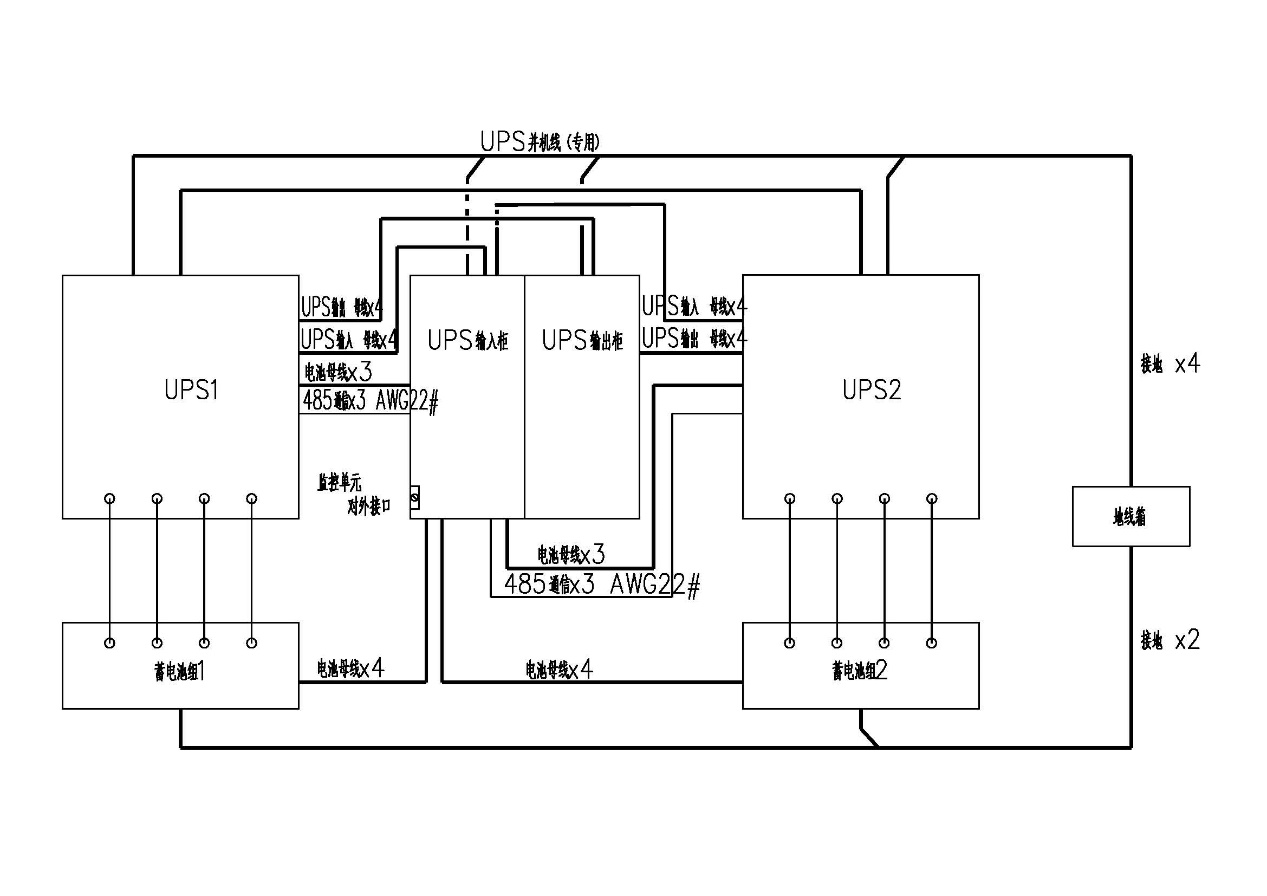 UPS并机线(专用)
UPS输出 母线x4
UPS输入 母线x4
UPS输入 母线x4
UPS输出 母线x4
UPS输入柜
UPS输出柜
电池母线x3
485通信x3 AWG22#
UPS1
UPS2
接地 x4
监控单元
对外接口
地线箱
电池母线x3
485通信x3 AWG22#
接地 x2
蓄电池组1
电池母线x4
电池母线x4
蓄电池组2